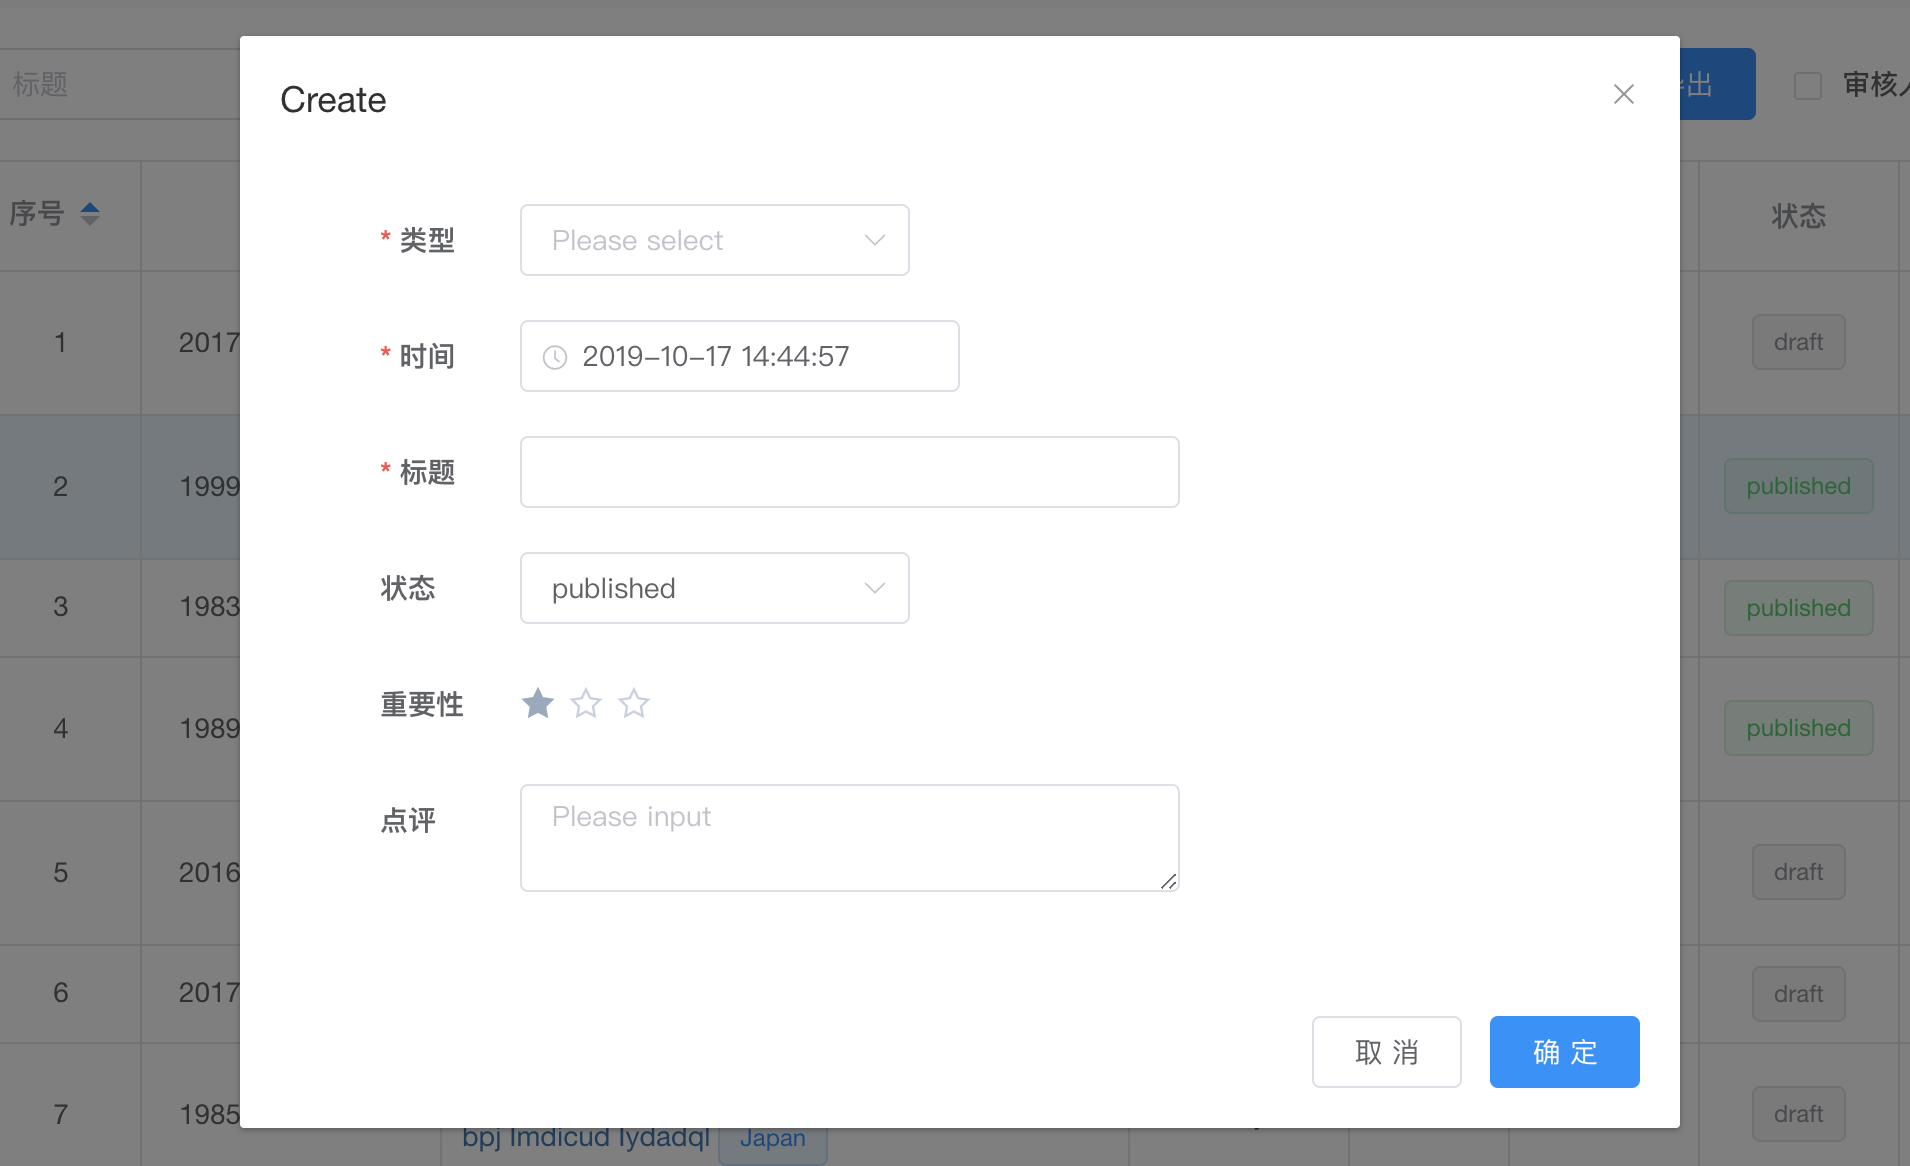 标题
出
审核人
Create
序号
状态
* 类型
Please select
1
2017
draft
* 时间
2019-10-17 14:44:57
2
1999
published
* 标题
3
1983
published
状态
published
4
1989
published
重要性
点评
Please input
5
2016
draft
6
2017
draft
取 消
确 定
7
1985
draft
Japan